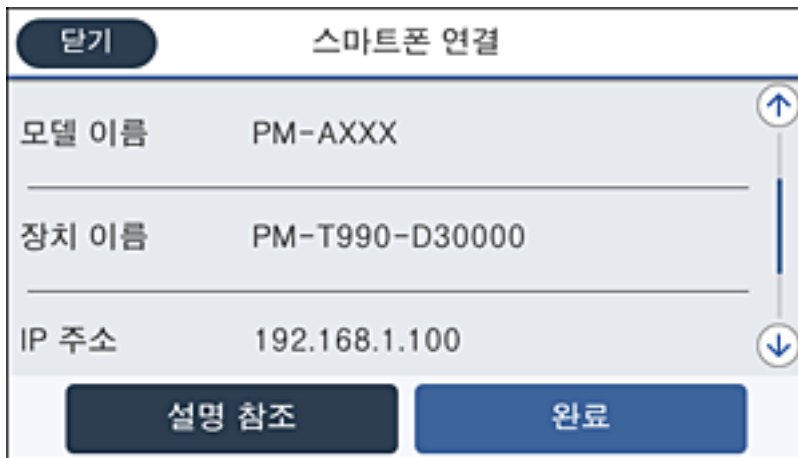 닫기 스마트폰 연결
모델 이름 PM-AXXX
장치 이름 PM-T990-D30000
IP 주소 192.168.1.100
설명 참조 완료